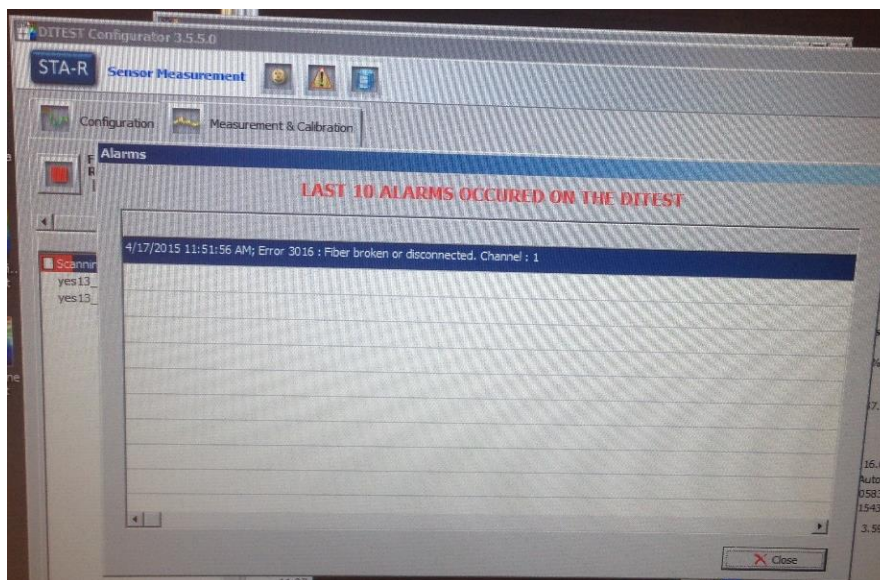 DITEST Configurator 3.5.5.0
STA-R Sensor Measurement
Configuration Measurement & Calibration
Alarms
LAST 10 ALARMS OCCURED ON THE DITEST
4/17/2015 11:51:56 AM; Error 3016 : Fiber broken or disconnected. Channel : 1
yes13_
yes13_
Close